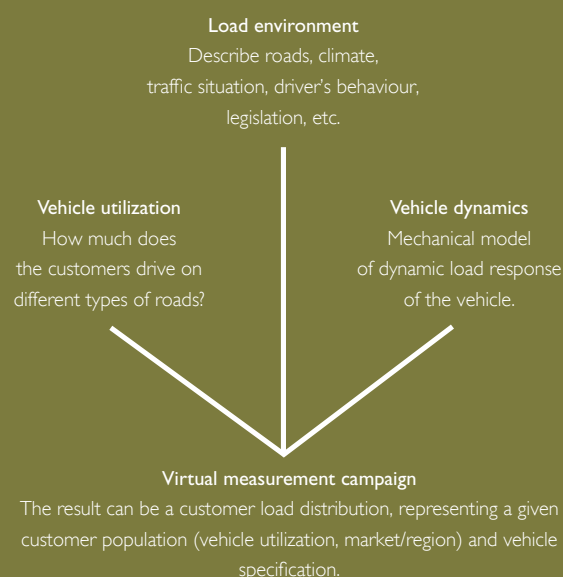 Load environment
Describe roads, climate,
traffic situation, driver's behaviour,
legislation, etc.
Vehicle utilization
How much does
the customers drive on
different types of roads?
Vehicle dynamics
Mechanical model
of dynamic load response
of the vehicle.
Virtual measurement campaign
The result can be a customer load distribution, representing a given
customer population (vehicle utilization, market/region) and vehicle
specification.